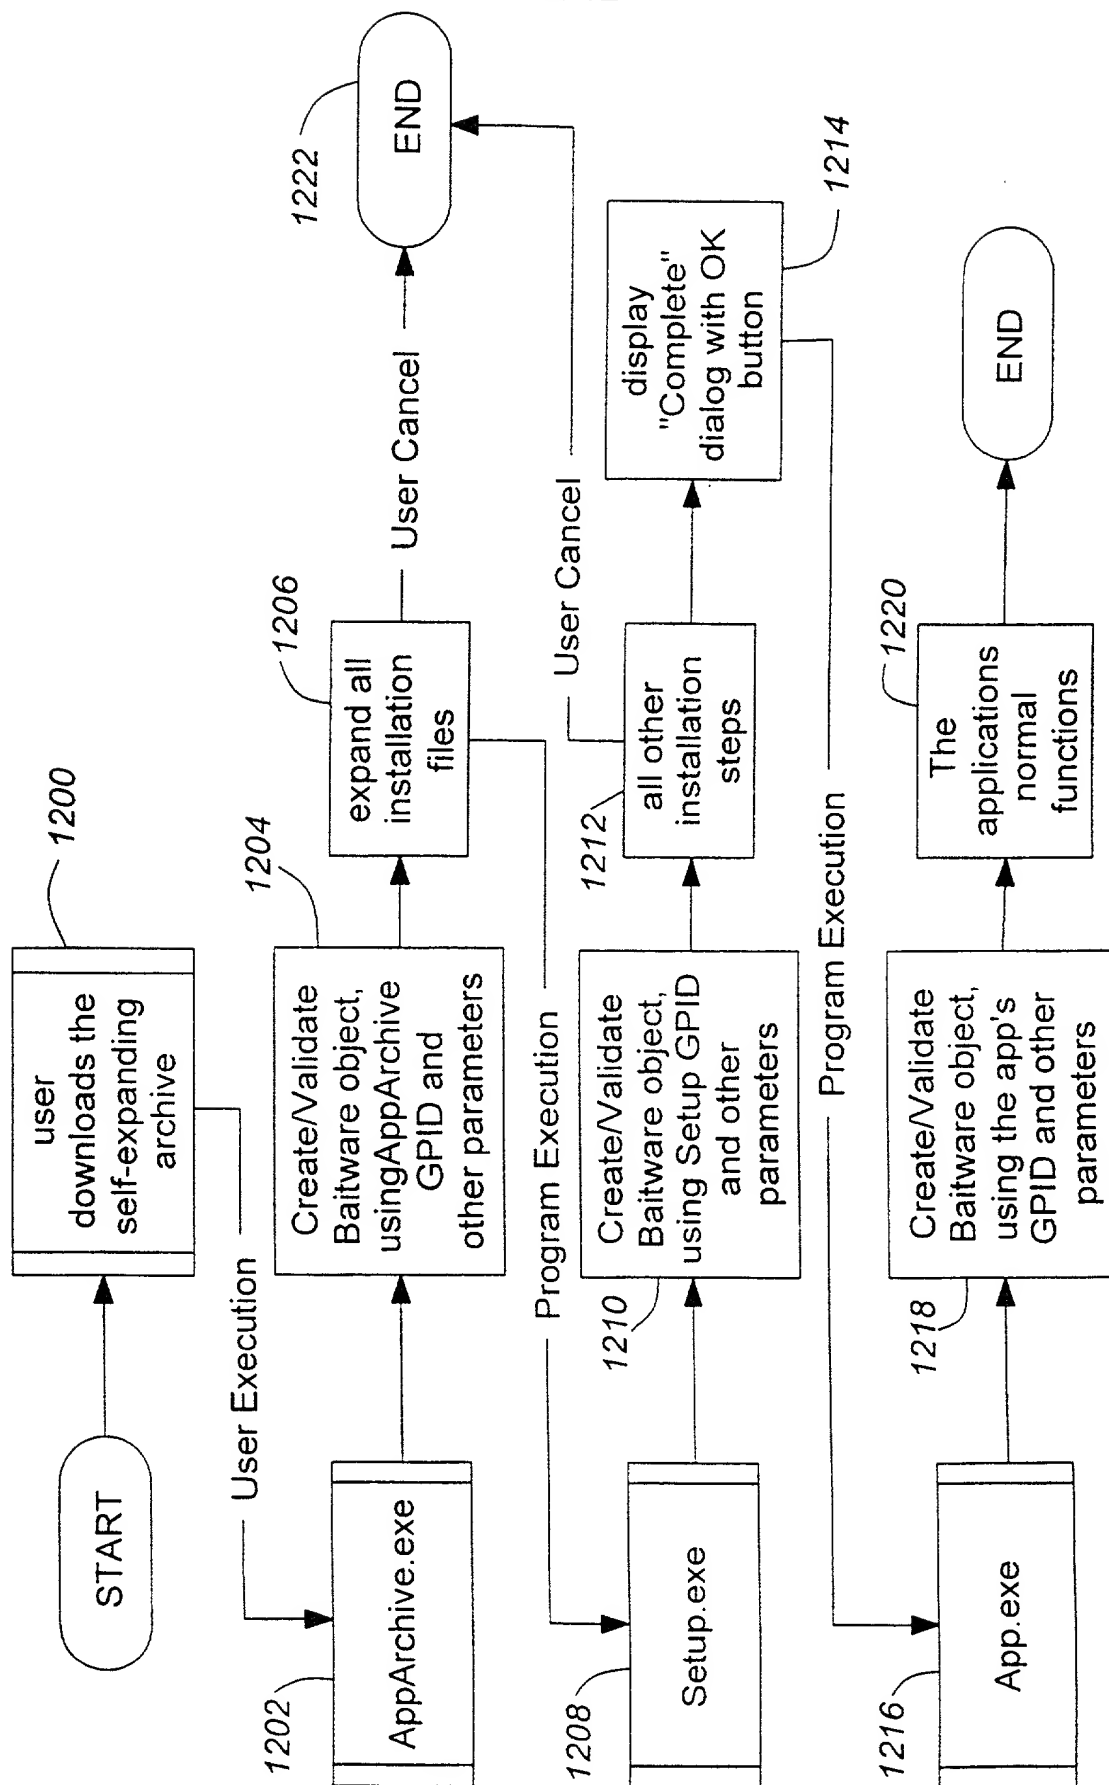 START
user
downloads the
self-expanding
archive
1200
User Execution
1202
AppArchive.exe
1204
Create/Validate
Baitware object,
usingAppArchive
GPID and
other parameters
1206
expand all
installation
files
User Cancel
1222
END
Program Execution
1208
Setup.exe
1210
Create/Validate
Baitware object,
using Setup GPID
and other
parameters
1212
all other
installation
steps
User Cancel
display
"Complete"
dialog with OK
button
1214
Program Execution
1216
App.exe
1218
Create/Validate
Baitware object,
using the app's
GPID and other
parameters
1220
The
applications
normal
functions
END